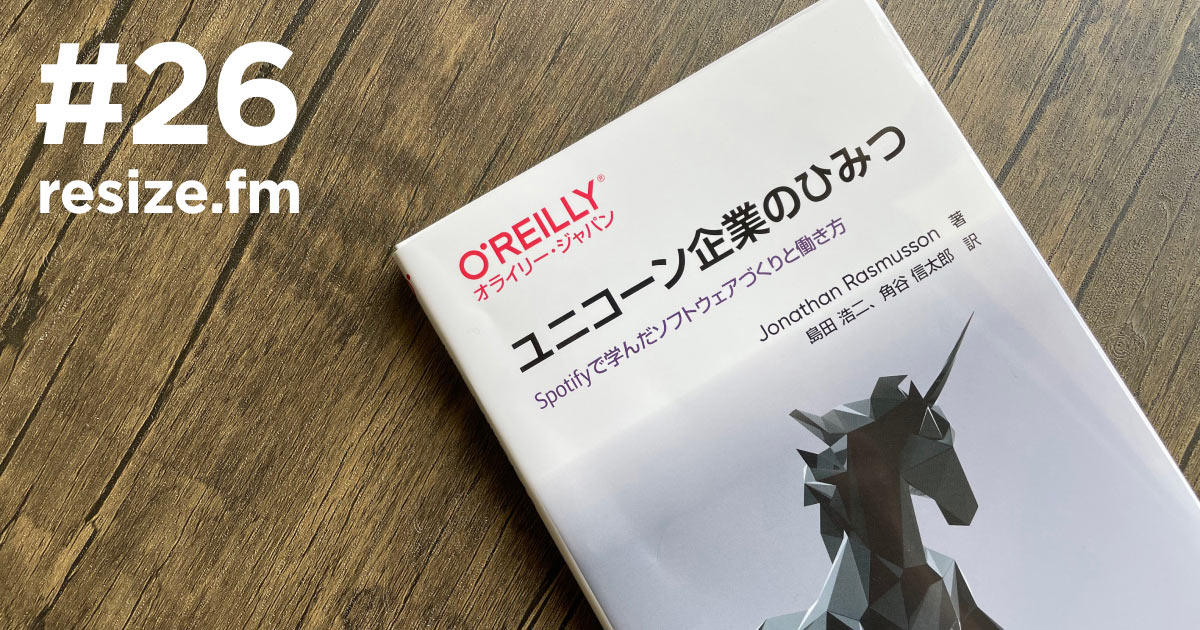 #26
resize.fm
O'REILLY®
オライリー・ジャパン
ユニコーン企業のひみつ
Spotifyで学んだソフトウェアづくりと働き方
Jonathan Rasmusson 著
島田 浩二、角谷 信太郎 訳